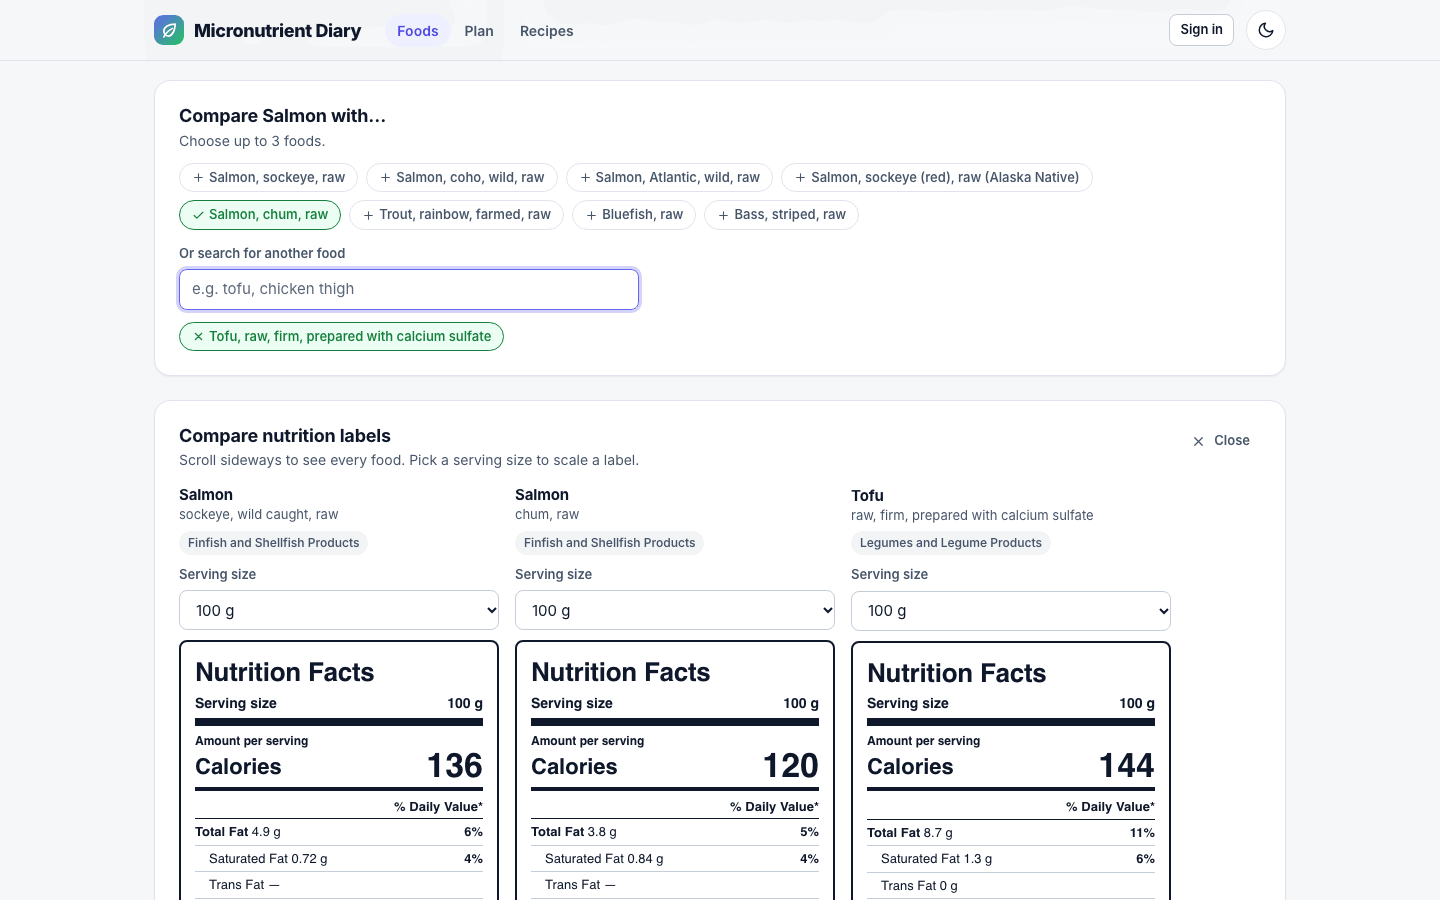 Micronutrient Diary
Foods
Plan
Recipes
Sign in
Compare Salmon with...
Choose up to 3 foods.
Salmon, sockeye, raw
Salmon, coho, wild, raw
Salmon, Atlantic, wild, raw
Salmon, sockeye (red), raw (Alaska Native)
Salmon, chum, raw
Trout, rainbow, farmed, raw
Bluefish, raw
Bass, striped, raw
Or search for another food
e.g. tofu, chicken thigh
Tofu, raw, firm, prepared with calcium sulfate
Compare nutrition labels
Close
Scroll sideways to see every food. Pick a serving size to scale a label.
Salmon
sockeye, wild caught, raw
Finfish and Shellfish Products
Serving size
100 g
Nutrition Facts
Serving size 100 g
Amount per serving
Calories 136
% Daily Value*
Total Fat 4.9 g 6%
Saturated Fat 0.72 g 4%
Trans Fat —
Salmon
chum, raw
Finfish and Shellfish Products
Serving size
100 g
Nutrition Facts
Serving size 100 g
Amount per serving
Calories 120
% Daily Value*
Total Fat 3.8 g 5%
Saturated Fat 0.84 g 4%
Trans Fat —
Tofu
raw, firm, prepared with calcium sulfate
Legumes and Legume Products
Serving size
100 g
Nutrition Facts
Serving size 100 g
Amount per serving
Calories 144
% Daily Value*
Total Fat 8.7 g 11%
Saturated Fat 1.3 g 6%
Trans Fat 0 g